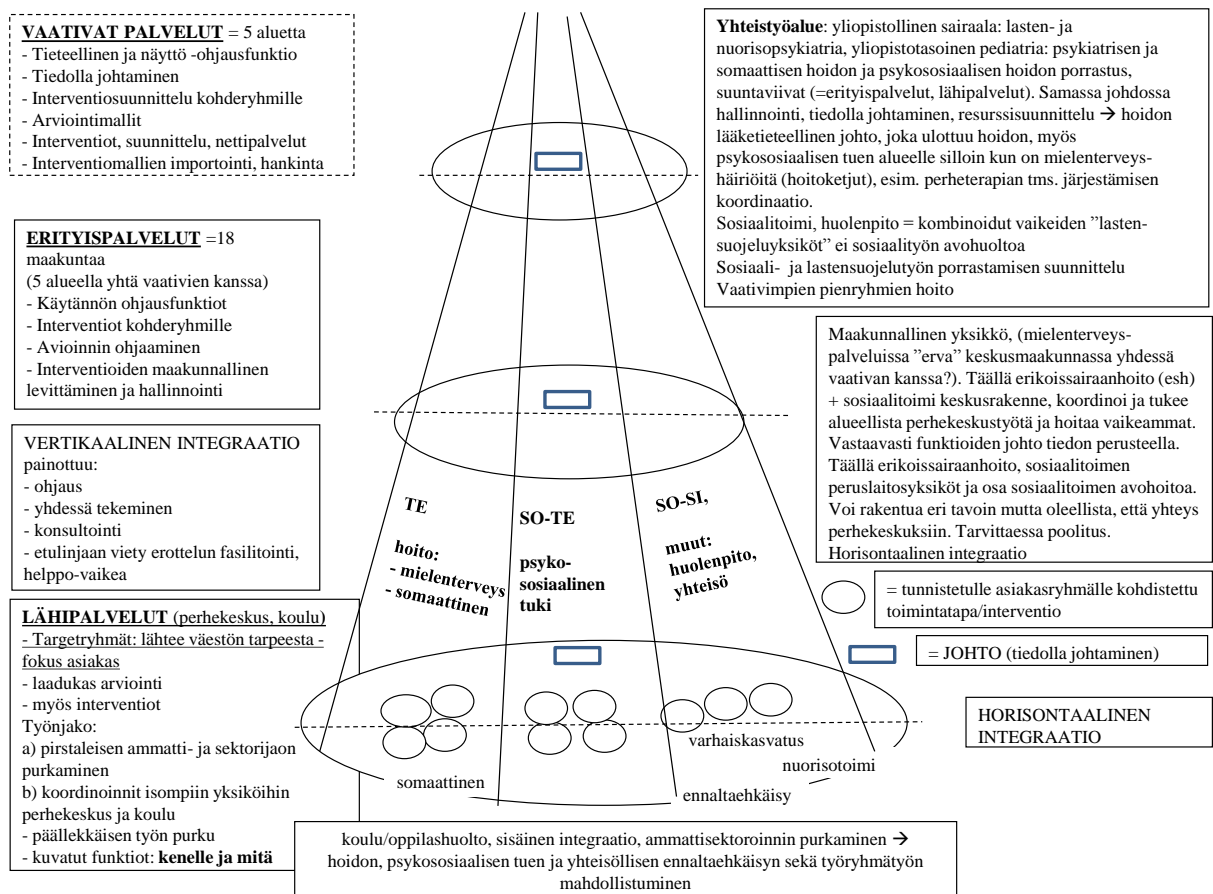 VAATIVAT PALVELUT = 5 aluetta
- Tieteellinen ja näyttö -ohjausfunktio
- Tiedolla johtaminen
- Interventiosuunnittelu kohderyhmille
- Arviointimallit
- Interventiot, suunnittelu, nettipalvelut
- Interventiomallien importointi, hankinta
Yhteistyöalue: yliopistollinen sairaala: lasten- ja
nuorisopsykiatria, yliopistotasoinen pediatria: psykiatrisen ja
somaattisen hoidon ja psykososiaalisen hoidon porrastus,
suuntaviivat (=erityispalvelut, lähipalvelut). Samassa johdossa
hallinnointi, tiedolla johtaminen, resurssisuunnittelu → hoidon
lääketieteellinen johto, joka ulottuu hoidon, myös
psykososiaalisen tuen alueelle silloin kun on mielenterveys-
häiriöitä (hoitoketjut), esim. perheterapian tms. järjestämisen
koordinaatio.
Sosiaalitoimi, huolenpito = kombinoidut vaikeiden ”lasten-
suojeluyksiköt” ei sosiaalityön avohuoltoa
Sosiaali- ja lastensuojelutyön porrastamisen suunnittelu
Vaativimpien pienryhmien hoito
ERITYISPALVELUT =18
maakuntaa
(5 alueella yhtä vaativien kanssa)
- Käytännön ohjausfunktiot
- Interventiot kohderyhmille
- Avioinnin ohjaaminen
- Interventioiden maakunnallinen
levittäminen ja hallinnointi
Maakunnallinen yksikkö, (mielenterveys-
palveluissa ”erva” keskusmaakunnassa yhdessä
vaativan kanssa?). Täällä erikoissairaanhoito (esh)
+ sosiaalitoimi keskusrakenne, koordinoi ja tukee
alueellista perhekeskustyötä ja hoitaa vaikeammat.
Vastaavasti funktioiden johto tiedon perusteella.
Täällä erikoissairaanhoito, sosiaalitoimen
peruslaitosyksiköt ja osa sosiaalitoimen avohoitoa.
Voi rakentua eri tavoin mutta oleellista, että yhteys
perhekeskuksiin. Tarvittaessa poolitus.
Horisontaalinen integraatio
VERTIKAALINEN INTEGRAATIO
painottuu:
- ohjaus
- yhdessä tekeminen
- konsultointi
- etulinjaan viety erottelun fasilitointi,
helppo-vaikea
TE
hoito:
- mielenterveys
- somaattinen
SO-TE
psyko-
sosiaalinen
tuki
SO-SI,
muut:
huolenpito,
yhteisö
= tunnistetulle asiakasryhmälle kohdistettu
toimintatapa/interventio
= JOHTO (tiedolla johtaminen)
LÄHIPALVELUT (perhekeskus, koulu)
- Targetryhmät: lähtee väestön tarpeesta -
fokus asiakas
- laadukas arviointi
- myös interventiot
Työnjako:
a) pirstaleisen ammatti- ja sektorijaon
purkaminen
b) koordinoinnit isompiin yksiköihin
perhekeskus ja koulu
- päällekkäisen työn purku
- kuvatut funktiot: kenelle ja mitä
HORISONTAALINEN
INTEGRAATIO
varhaiskasvatus
nuorisotoimi
somaattinen
ennaltaehkäisy
koulu/oppilashuolto, sisäinen integraatio, ammattisektoroinnin purkaminen →
hoidon, psykososiaalisen tuen ja yhteisöllisen ennaltaehkäisyn sekä työryhmätyön
mahdollistuminen